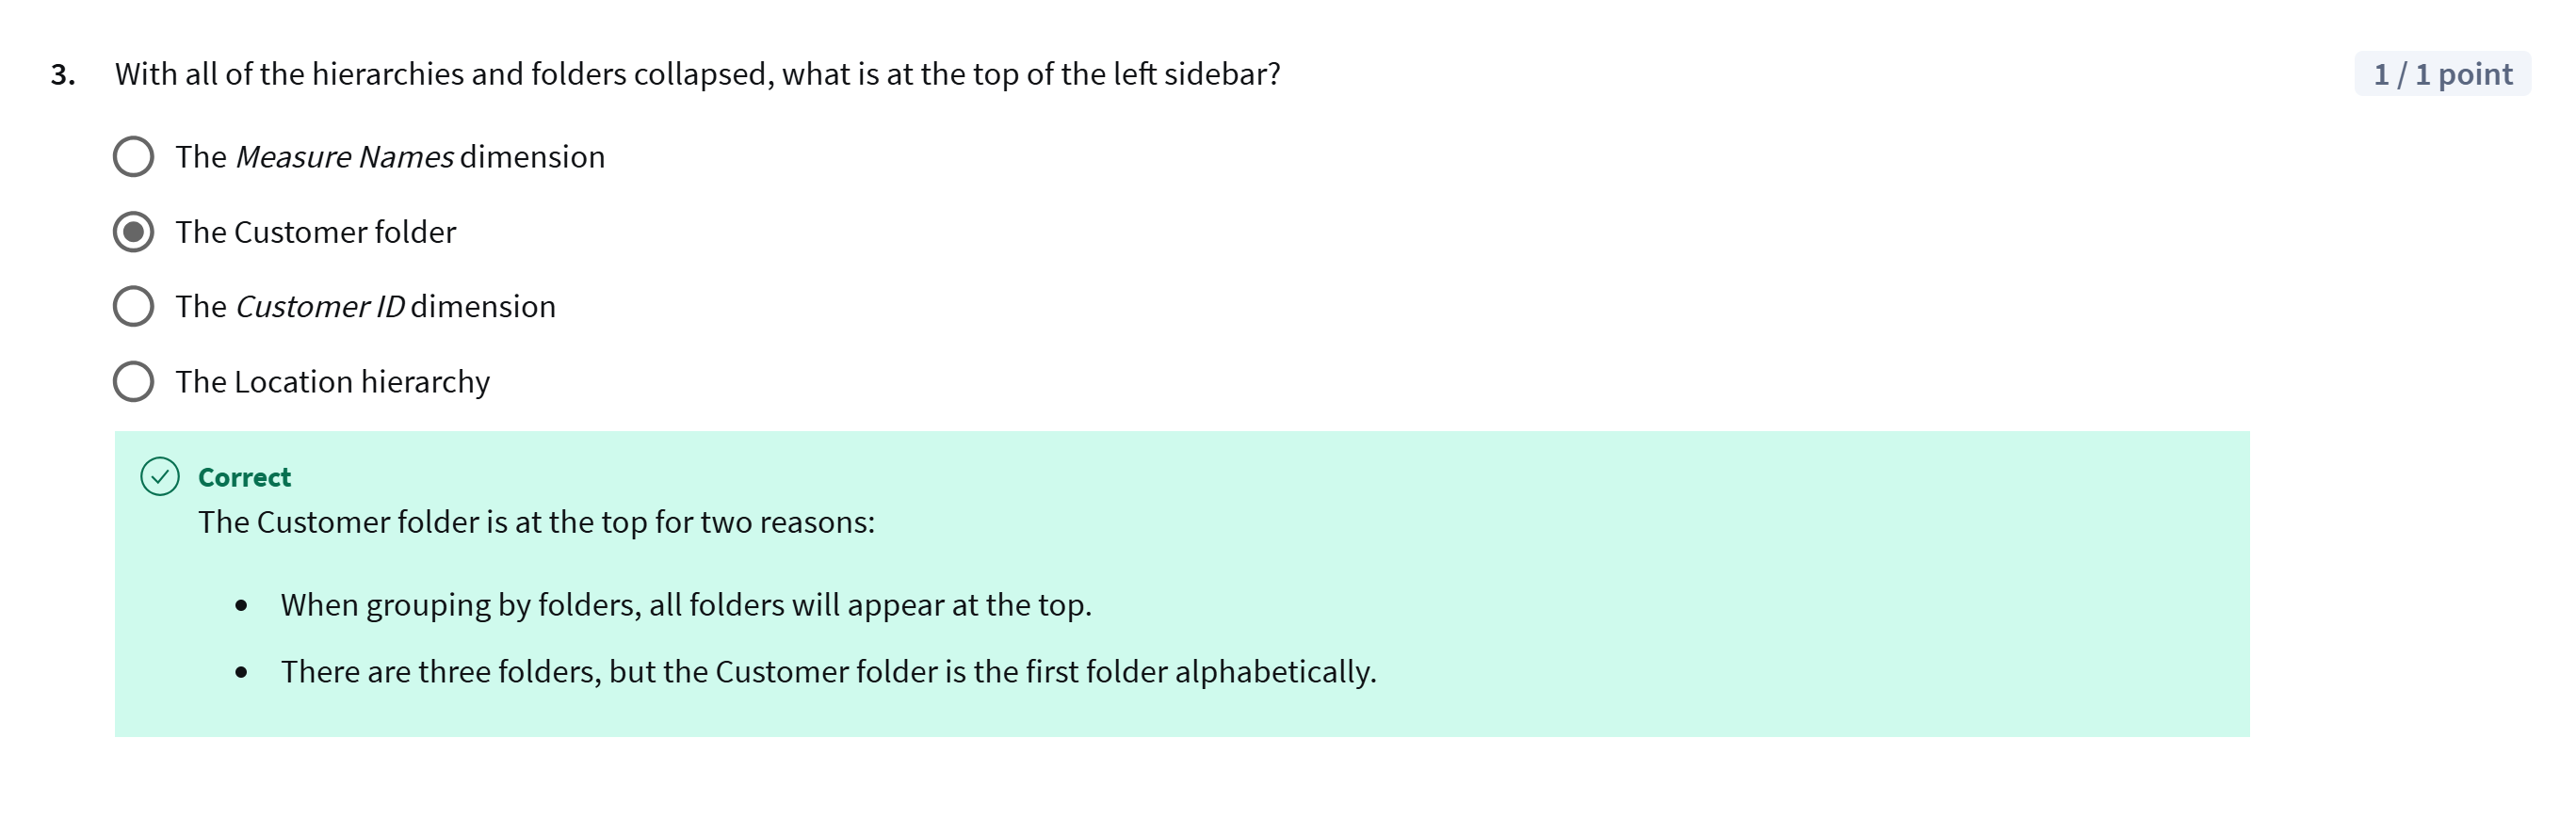 3. With all of the hierarchies and folders collapsed, what is at the top of the left sidebar? 1 / 1 point
The Measure Names dimension
The Customer folder
The Customer ID dimension
The Location hierarchy
Correct
The Customer folder is at the top for two reasons:
• When grouping by folders, all folders will appear at the top.
• There are three folders, but the Customer folder is the first folder alphabetically.